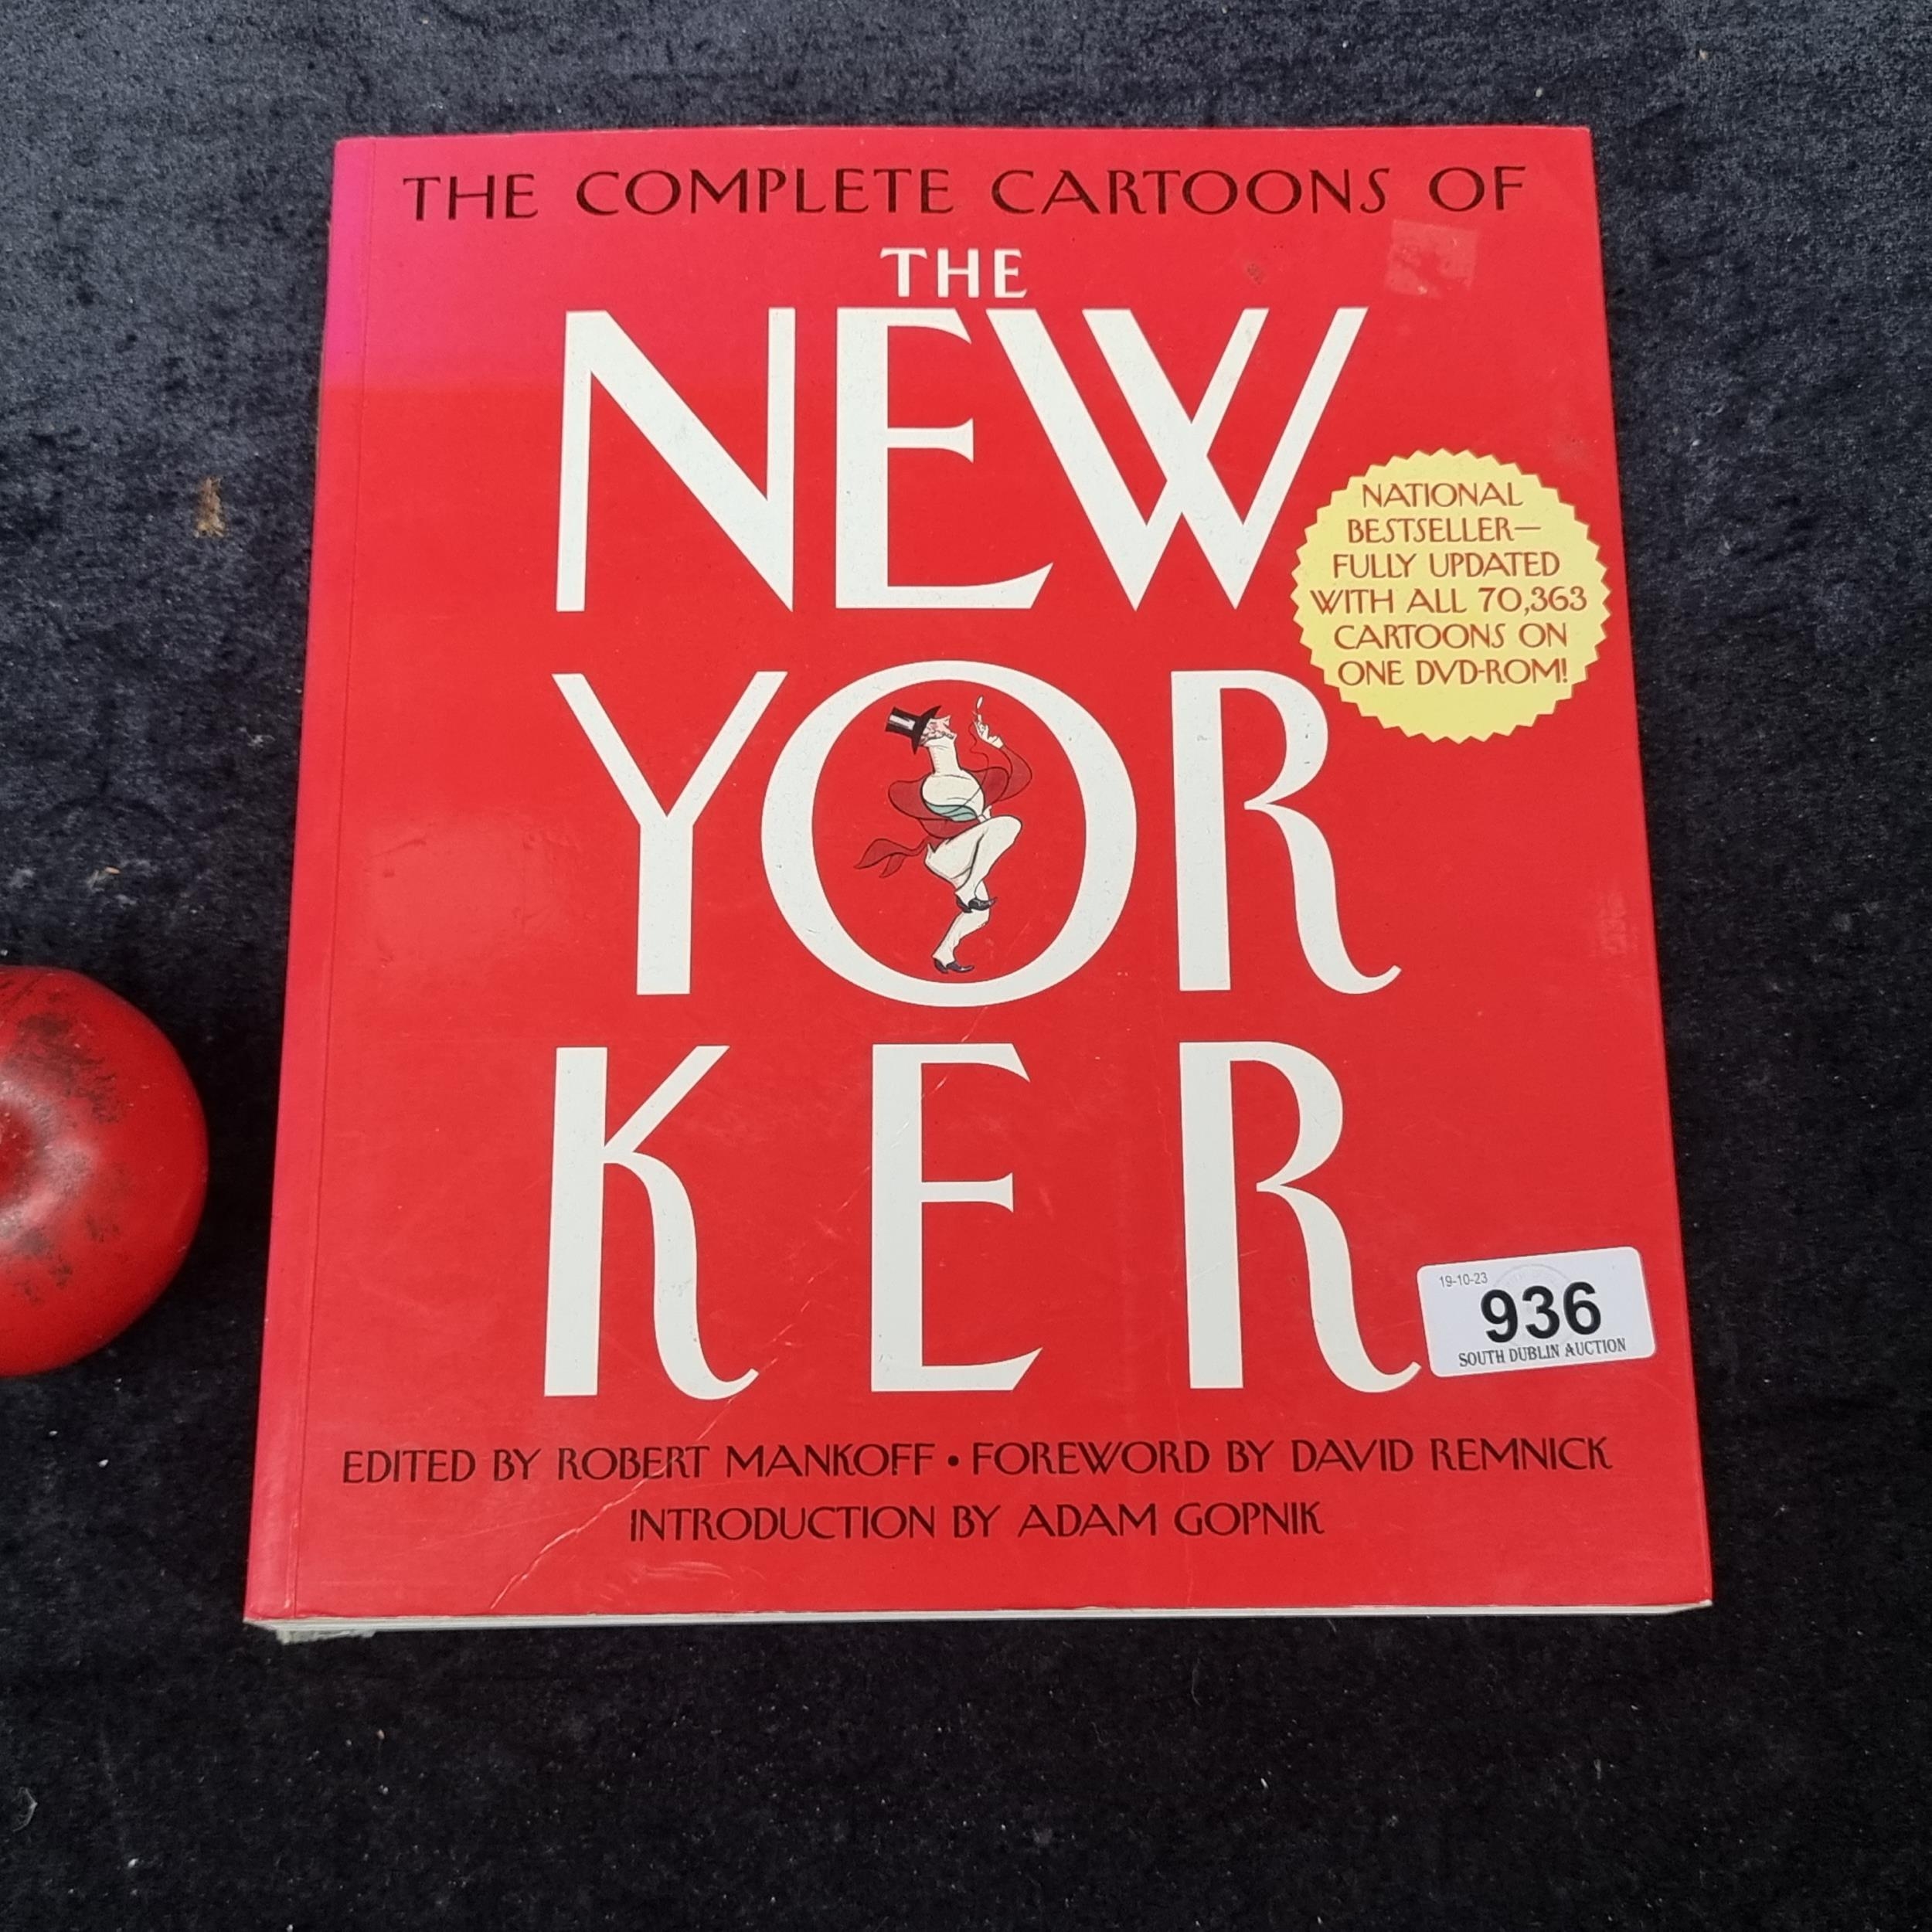 THE COMPLETE CARTOONS OF
THE
NEW
YOR
KER
NATIONAL
BESTSELLER—
FULLY UPDATED
WITH ALL 70,363
CARTOONS ON
ONE DVD-ROM!
19-10-23
936
SOUTH DUBLIN AUCTION
EDITED BY ROBERT MANKOFF • FOREWORD BY DAVID REMNICK
INTRODUCTION BY ADAM GOPNIK